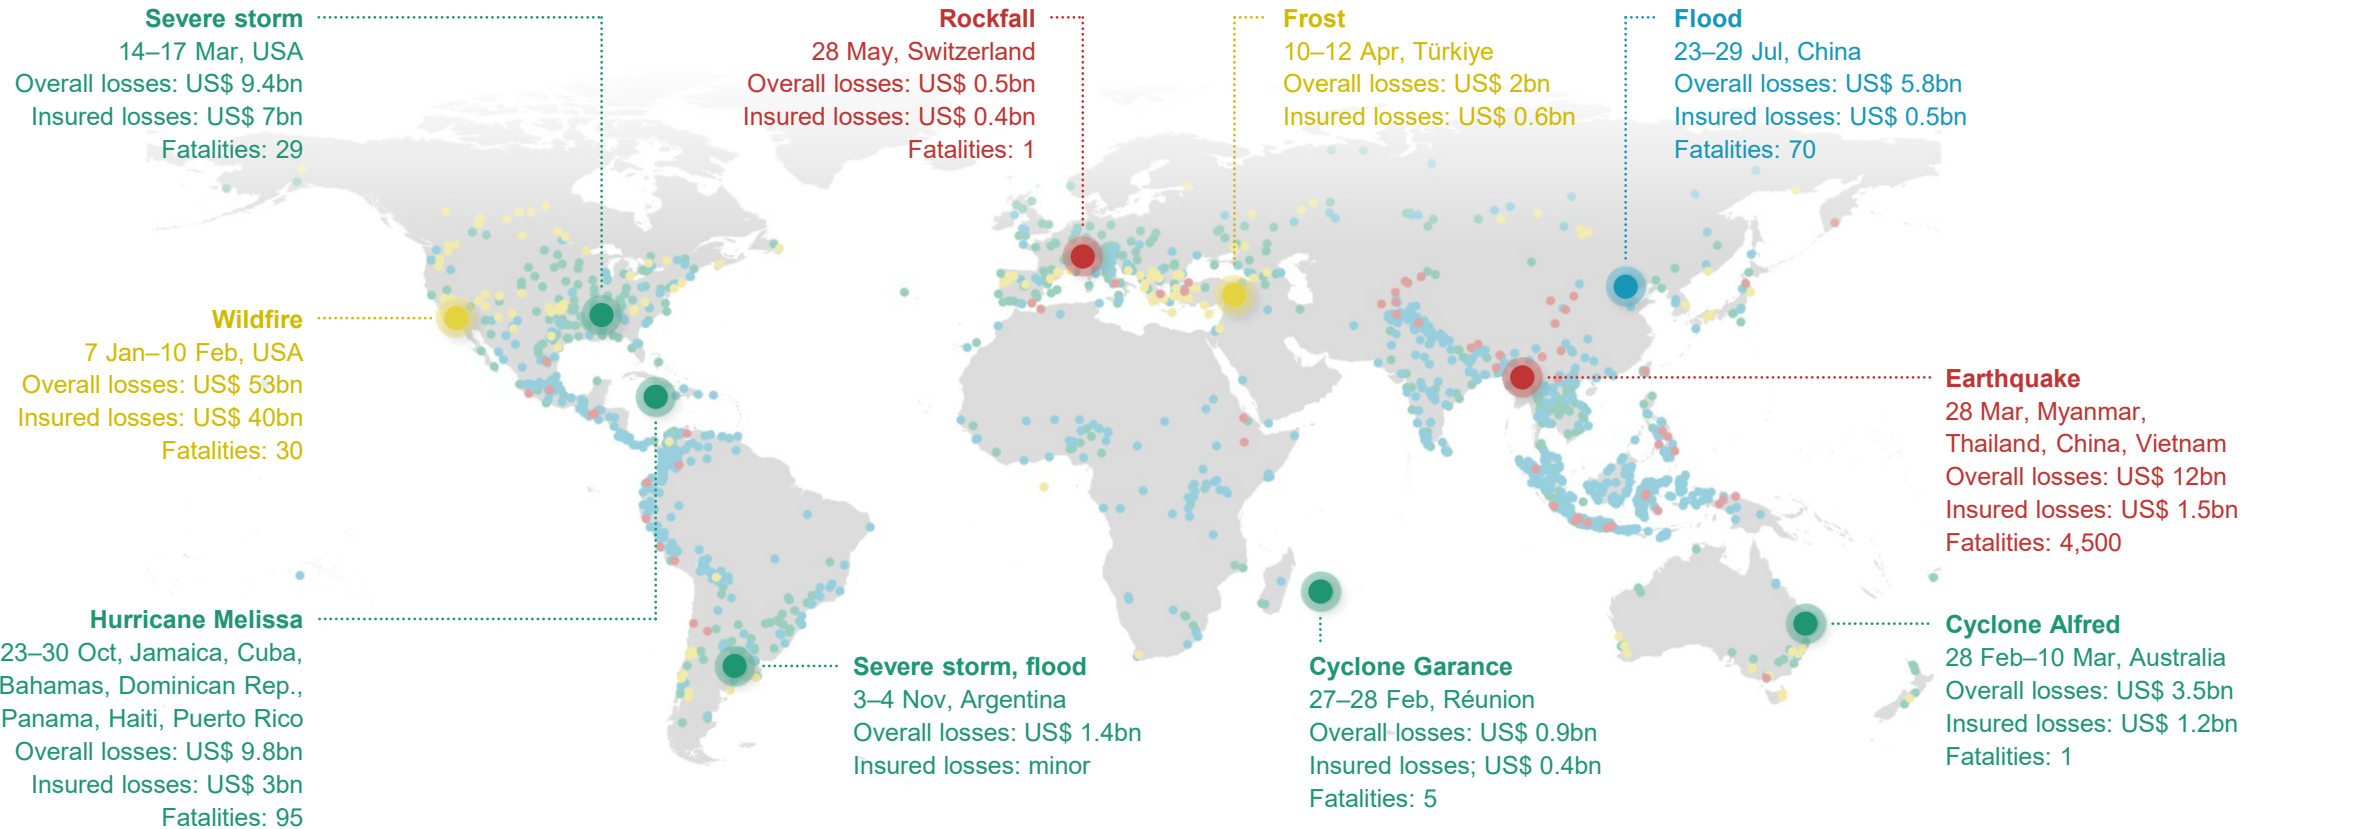 Severe storm
14–17 Mar, USA
Overall losses: US$ 9.4bn
Insured losses: US$ 7bn
Fatalities: 29
Rockfall
28 May, Switzerland
Overall losses: US$ 0.5bn
Insured losses: US$ 0.4bn
Fatalities: 1
Frost
10–12 Apr, Türkiye
Overall losses: US$ 2bn
Insured losses: US$ 0.6bn
Flood
23–29 Jul, China
Overall losses: US$ 5.8bn
Insured losses: US$ 0.5bn
Fatalities: 70
Wildfire
7 Jan–10 Feb, USA
Overall losses: US$ 53bn
Insured losses: US$ 40bn
Fatalities: 30
Earthquake
28 Mar, Myanmar,
Thailand, China, Vietnam
Overall losses: US$ 12bn
Insured losses: US$ 1.5bn
Fatalities: 4,500
Hurricane Melissa
23–30 Oct, Jamaica, Cuba,
Bahamas, Dominican Rep.,
Panama, Haiti, Puerto Rico
Overall losses: US$ 9.8bn
Insured losses: US$ 3bn
Fatalities: 95
Severe storm, flood
3–4 Nov, Argentina
Overall losses: US$ 1.4bn
Insured losses: minor
Cyclone Garance
27–28 Feb, Réunion
Overall losses: US$ 0.9bn
Insured losses; US$ 0.4bn
Fatalities: 5
Cyclone Alfred
28 Feb–10 Mar, Australia
Overall losses: US$ 3.5bn
Insured losses: US$ 1.2bn
Fatalities: 1